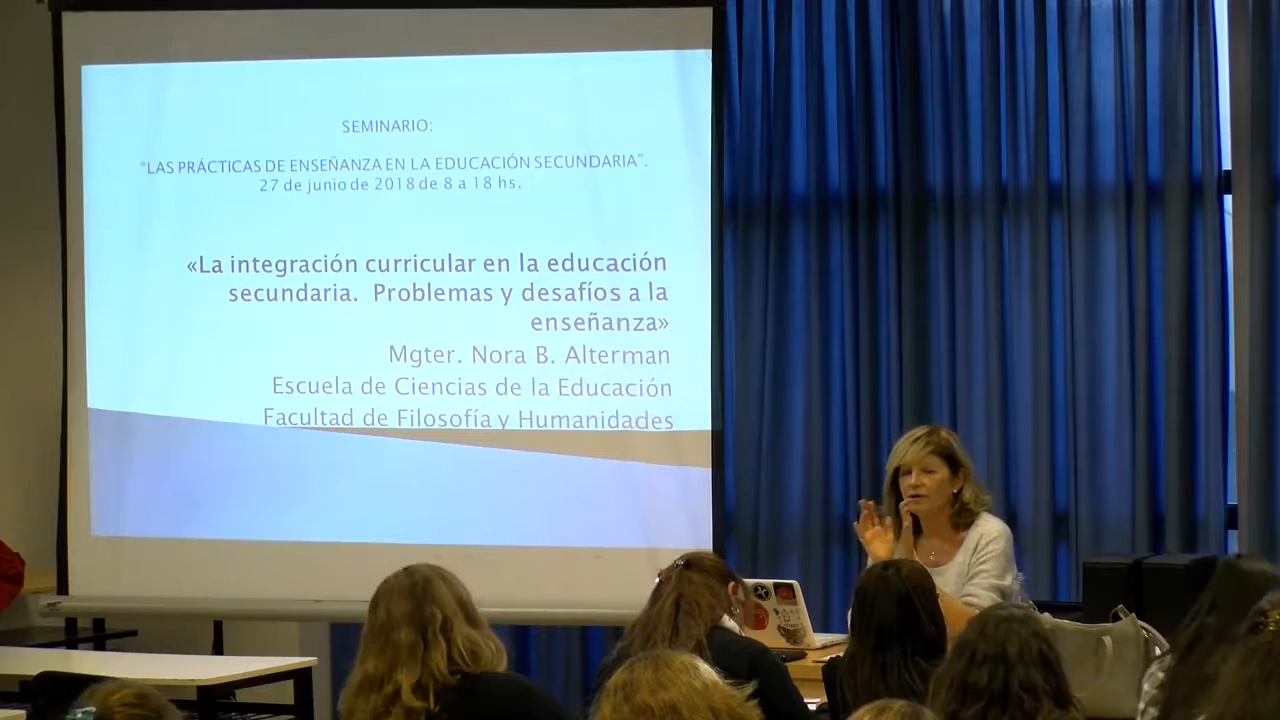 SEMINARIO:
"LAS PRÁCTICAS DE ENSEÑANZA EN LA EDUCACIÓN SECUNDARIA".
27 de junio de 2018 de 8 a 18 hs.
«La integración curricular en la educación
secundaria. Problemas y desafíos a la
enseñanza»
Mgter. Nora B. Alterman
Escuela de Ciencias de la Educación
Facultad de Filosofía y Humanidades